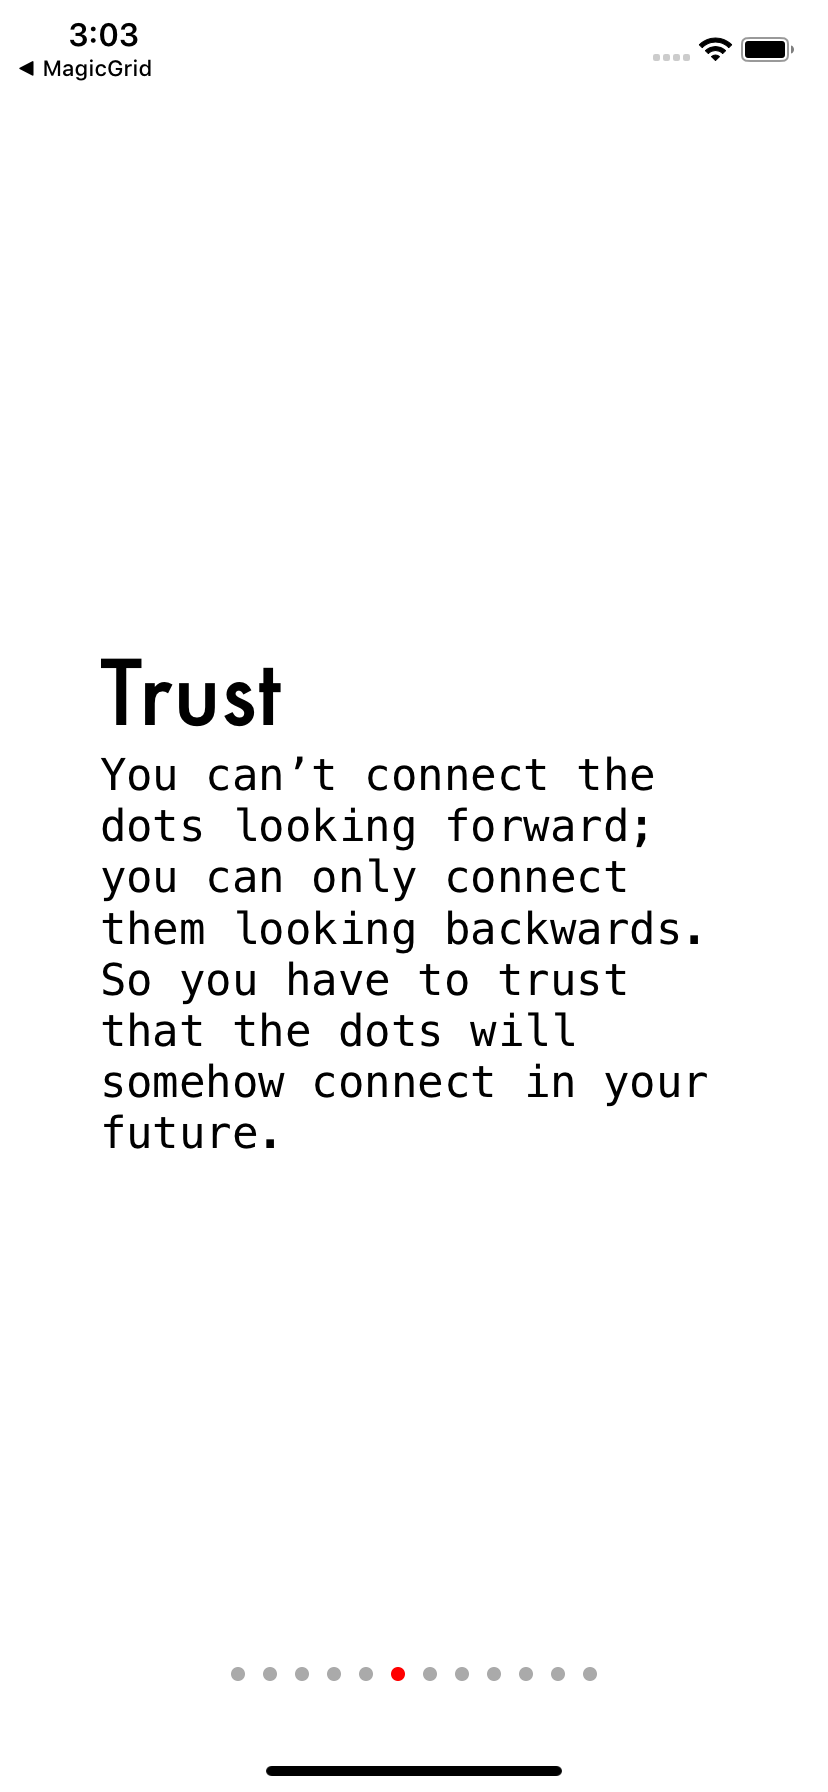 3:03
◀ MagicGrid
Trust
You can’t connect the
dots looking forward;
you can only connect
them looking backwards.
So you have to trust
that the dots will
somehow connect in your
future.